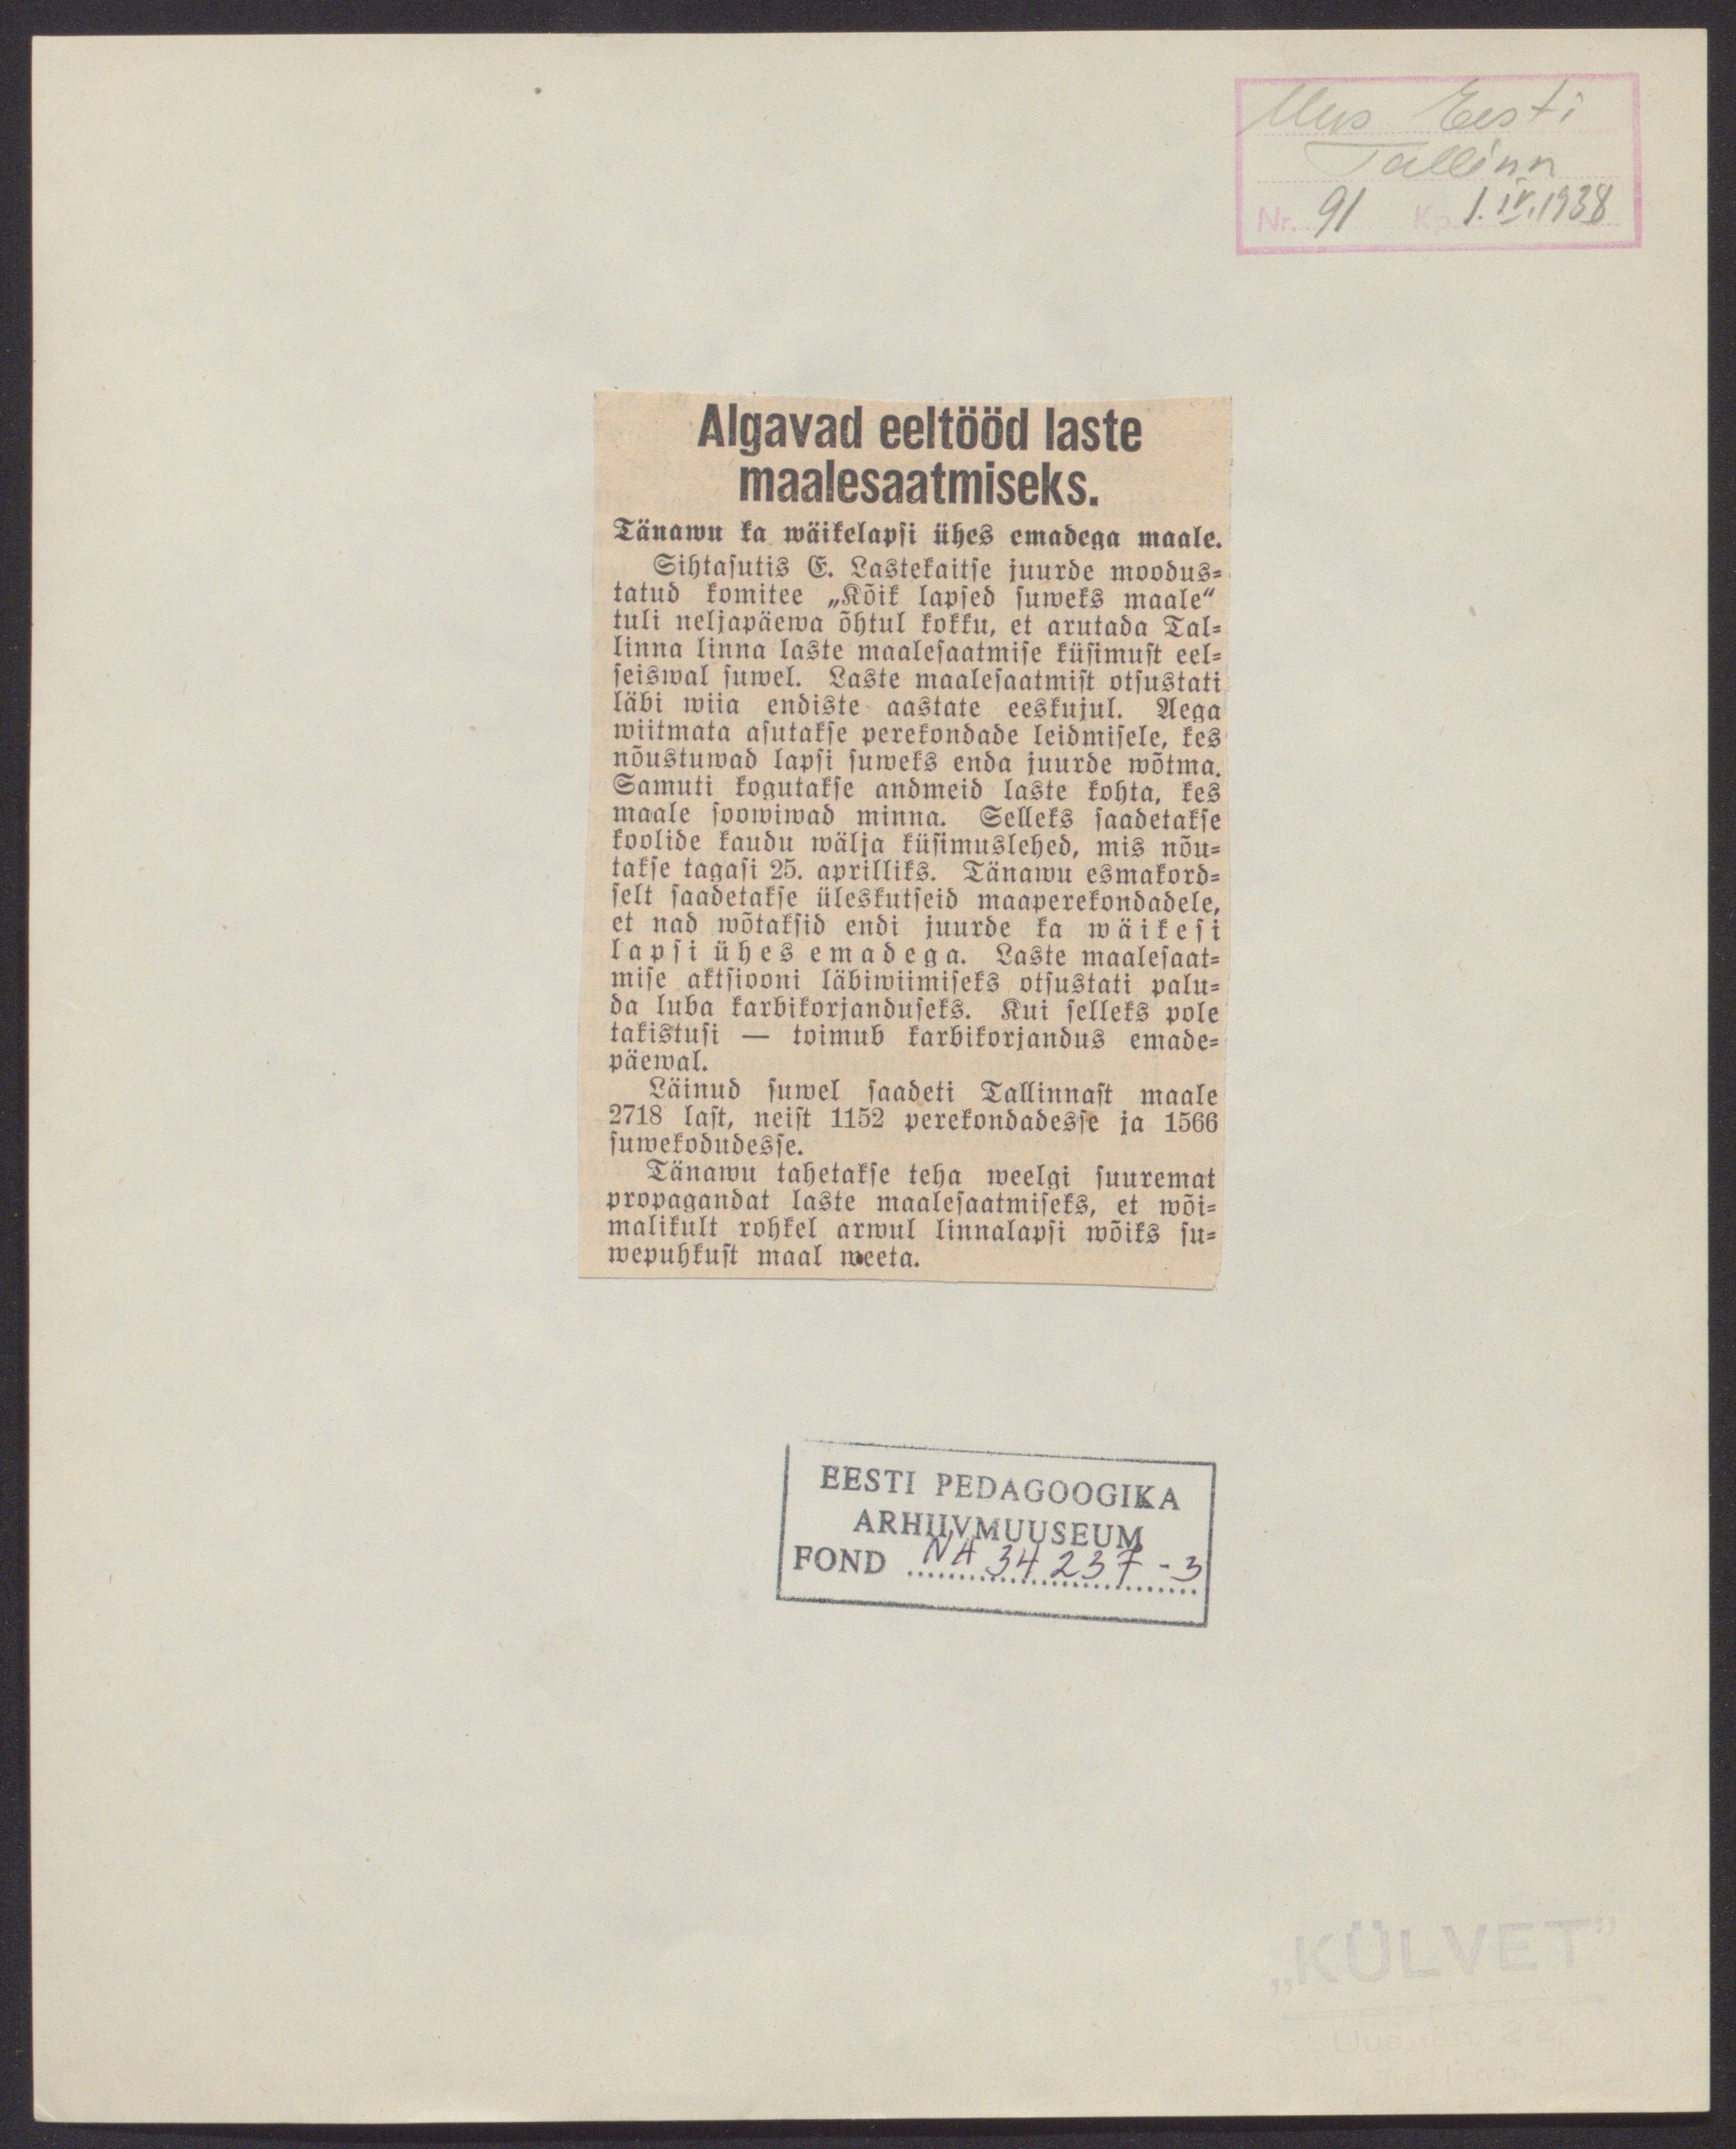 Uus Eesti
Tallinn
Nr. 91 Kp. 1. IV. 1938
Algavad eeltööd laste
maalesaatmiseks.
Tänawu ka wäikelapsi ühes emadega maale.
Sihtasutis E. Lastekaitse juurde moodus-
tatud komitee „Kõik lapsed suweks maale“
tuli neljapäewa õhtul kokku, et arutada Tal-
linna linna laste maalesaatmise küsimust eel-
seiswal suwel. Laste maalesaatmist otsustati
läbi wiia endiste aastate eeskujul. Aega
wiitmata asutakse perekondade leidmisele, kes
nõustuwad lapsi suweks enda juurde wõtma.
Samuti kogutakse andmeid laste kohta, kes
maale soowiwad minna. Selleks saadetakse
koolide kaudu wälja küsimuslehed, mis nõu-
takse tagasi 25. aprilliks. Tänawu esmakord-
selt saadetakse üleskutseid maaperekondadele,
et nad wõtaksid endi juurde ka wäikesi
lapsi ühes emadega. Laste maalesaat-
mise aktsiooni läbiwiimiseks otsustati palu-
da luba karbikorjanduseks. Kui selleks pole
takistusi — toimub karbikorjandus emade-
päewal.
Läinud suwel saadeti Tallinnast maale
2718 last, neist 1152 perekondadesse ja 1566
suwekodudesse.
Tänawu tahetakse teha weelgi suuremat
propagandat laste maalesaatmiseks, et wõi-
malikult rohkel arwul linnalapsi wõiks su-
wepuhkust maal weeta.
EESTI PEDAGOOGIKA
ARHIIVMUUSEUM
FOND NA 34 237-3
„KÜLVET”